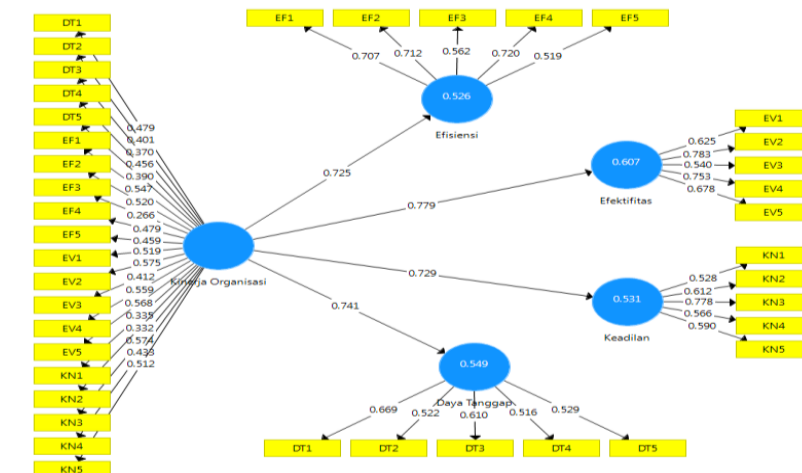 DT1
DT2
DT3
DT4
DT5
EF1
EF2
EF3
EF4
EF5
EV1
EV2
EV3
EV4
EV5
KN1
KN2
KN3
KN4
KN5
0.479
0.401
0.370
0.456
0.390
0.547
0.520
0.266
0.479
0.459
0.519
0.575
0.412
0.559
0.568
0.335
0.332
0.574
0.433
0.512
Kinerja Organisasi
0.725
0.779
0.729
0.741
EF1 EF2 EF3 EF4 EF5
0.707 0.712 0.562 0.720 0.519
0.526
Efisiensi
0.607
Efektifitas
0.625
0.783
0.540
0.753
0.678
EV1
EV2
EV3
EV4
EV5
0.531
Keadilan
0.528
0.612
0.778
0.566
0.590
KN1
KN2
KN3
KN4
KN5
0.549
Daya Tanggap
0.669 0.522 0.610 0.516 0.529
DT1 DT2 DT3 DT4 DT5